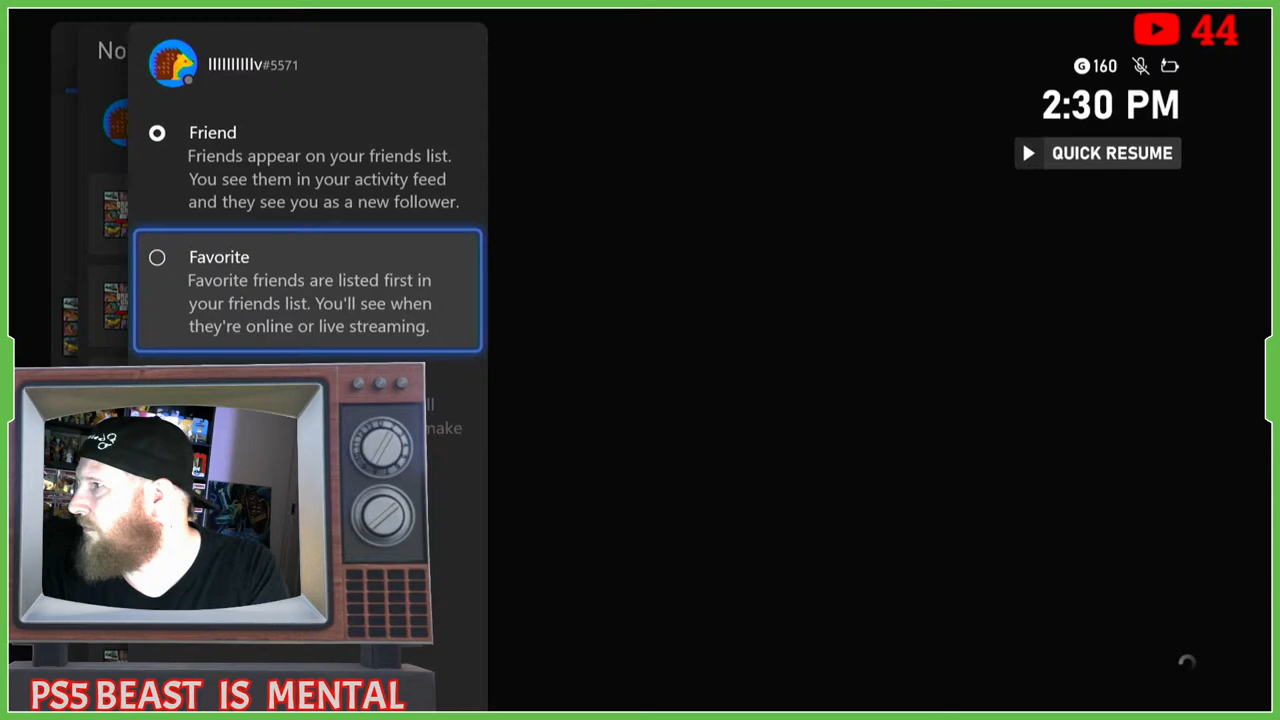 44
160
2:30 PM
QUICK RESUME
No
#5571
Friend
Friends appear on your friends list.
You see them in your activity feed
and they see you as a new follower.
Favorite
Favorite friends are listed first in
your friends list. You'll see when
they're online or live streaming.
ll
make
PS5 BEAST IS MENTAL